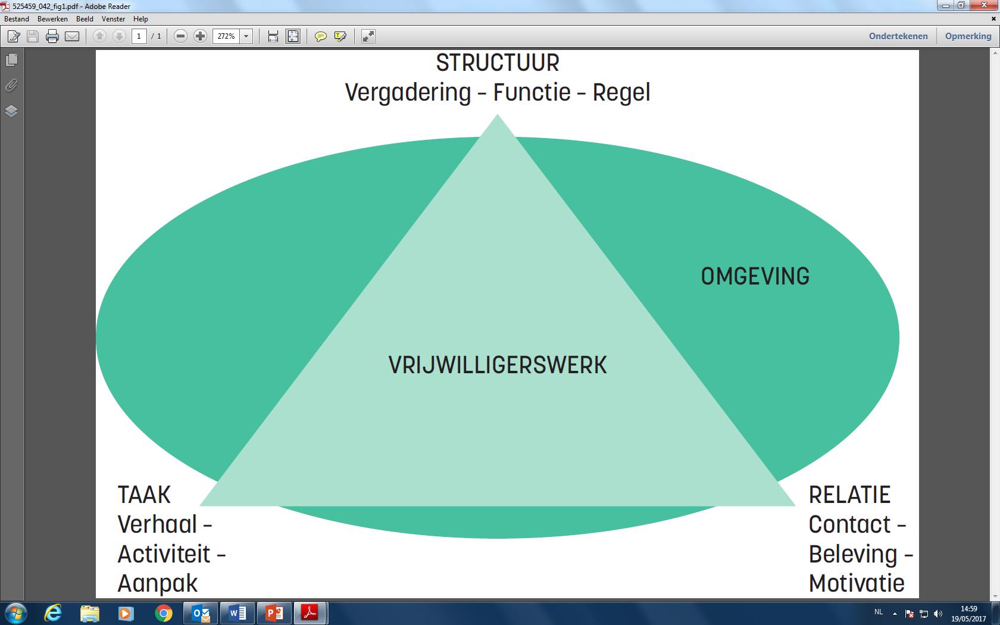 525459_042_fig1.pdf - Adobe Reader
Bestand Bewerken Beeld Venster Help
1 / 1 272% Ondertekenen Opmerking
STRUCTUUR
Vergadering – Functie – Regel
OMGEVING
VRIJWILLIGERSWERK
TAAK
Verhaal –
Activiteit –
Aanpak
RELATIE
Contact –
Beleving –
Motivatie
NL 14:59
19/05/2017